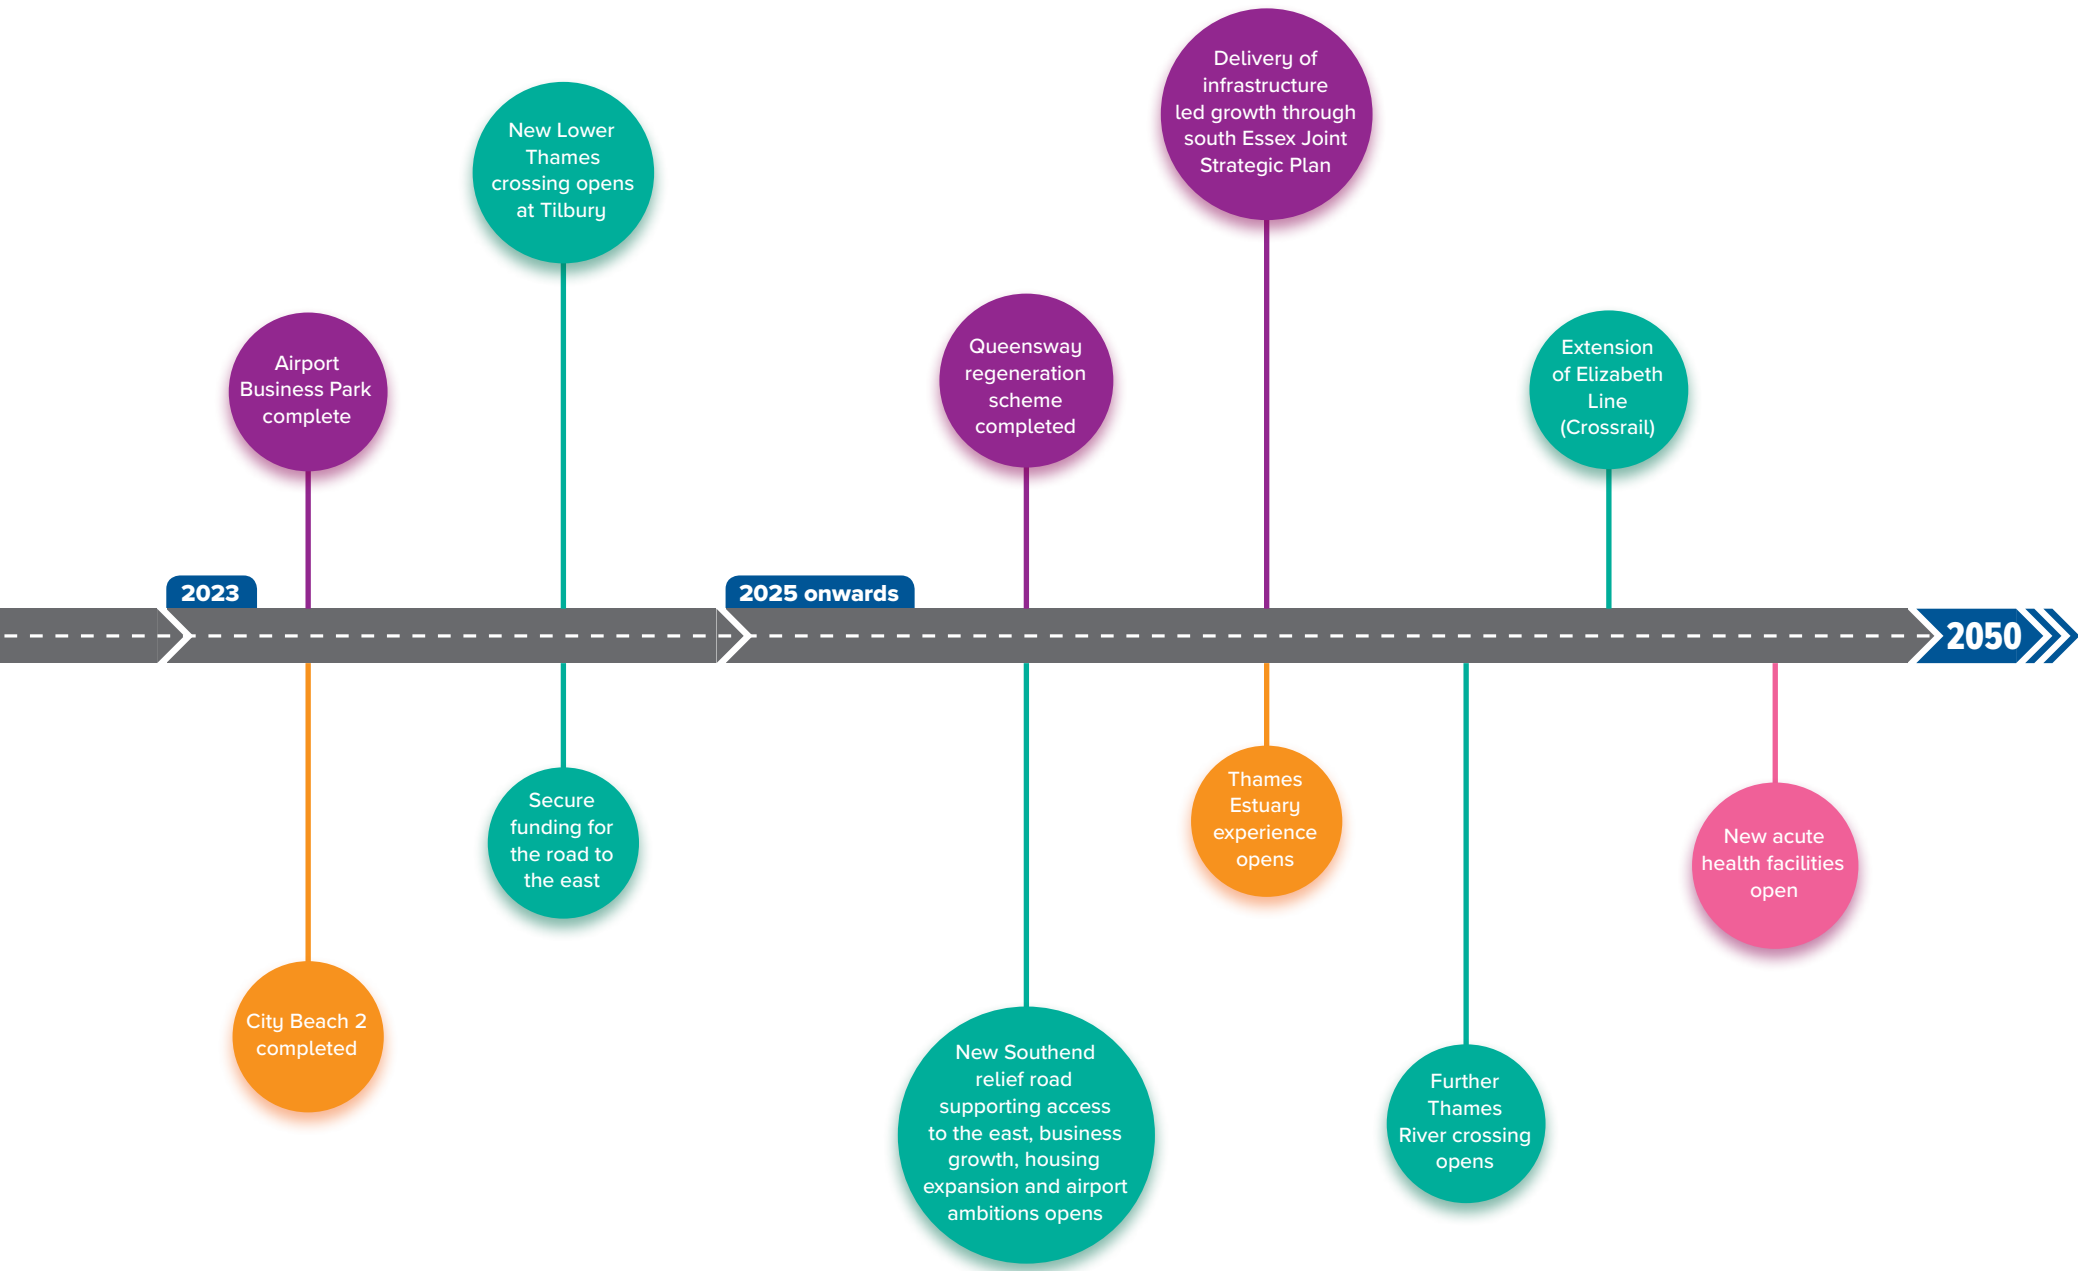 Delivery of
infrastructure
led growth through
south Essex Joint
Strategic Plan
New Lower
Thames
crossing opens
at Tilbury
Airport
Business Park
complete
Queensway
regeneration
scheme
completed
Extension
of Elizabeth
Line
(Crossrail)
2023
2025 onwards
2050
Secure
funding for
the road to
the east
Thames
Estuary
experience
opens
New acute
health facilities
open
City Beach 2
completed
New Southend
relief road
supporting access
to the east, business
growth, housing
expansion and airport
ambitions opens
Further
Thames
River crossing
opens